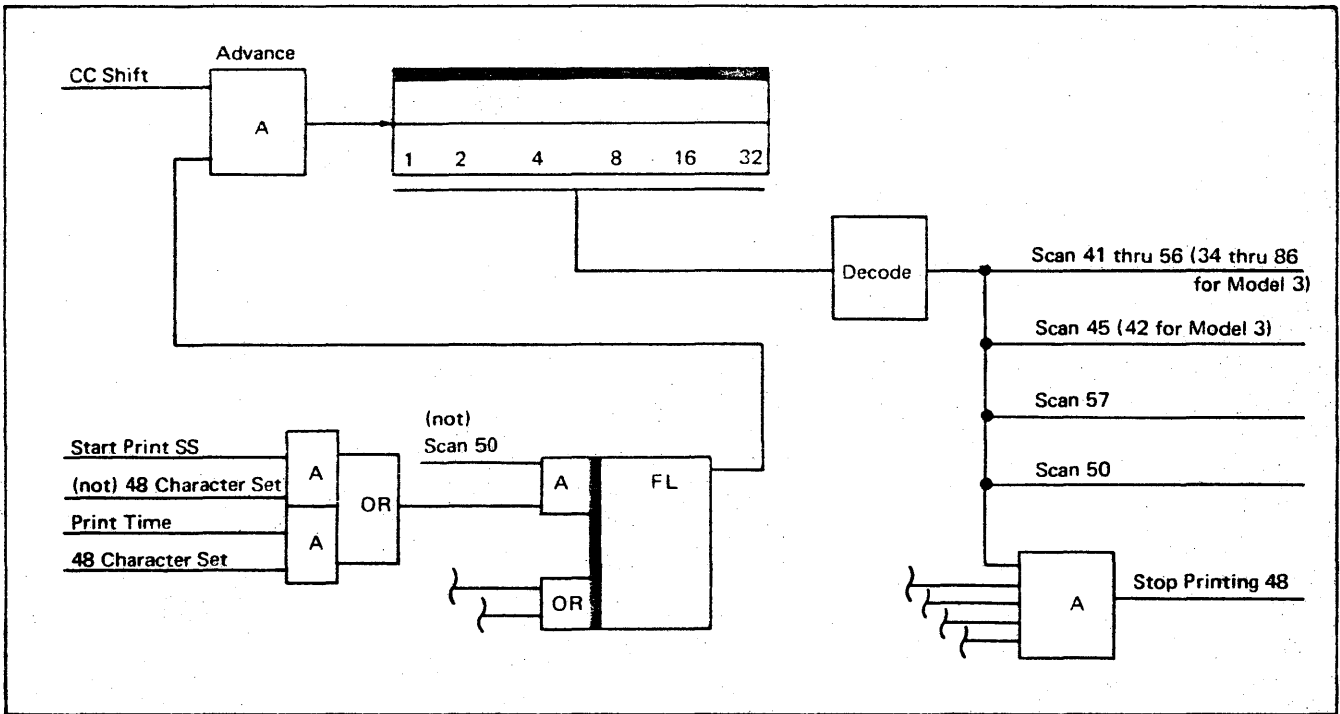 Advance
CC Shift
A
1 2 4 8 16 32
Decode
Scan 41 thru 56 (34 thru 86
for Model 3)
Scan 45 (42 for Model 3)
Scan 57
Scan 50
(not)
Scan 50
Start Print SS
A
(not) 48 Character Set
OR
A
FL
Print Time
A
48 Character Set
OR
A
Stop Printing 48